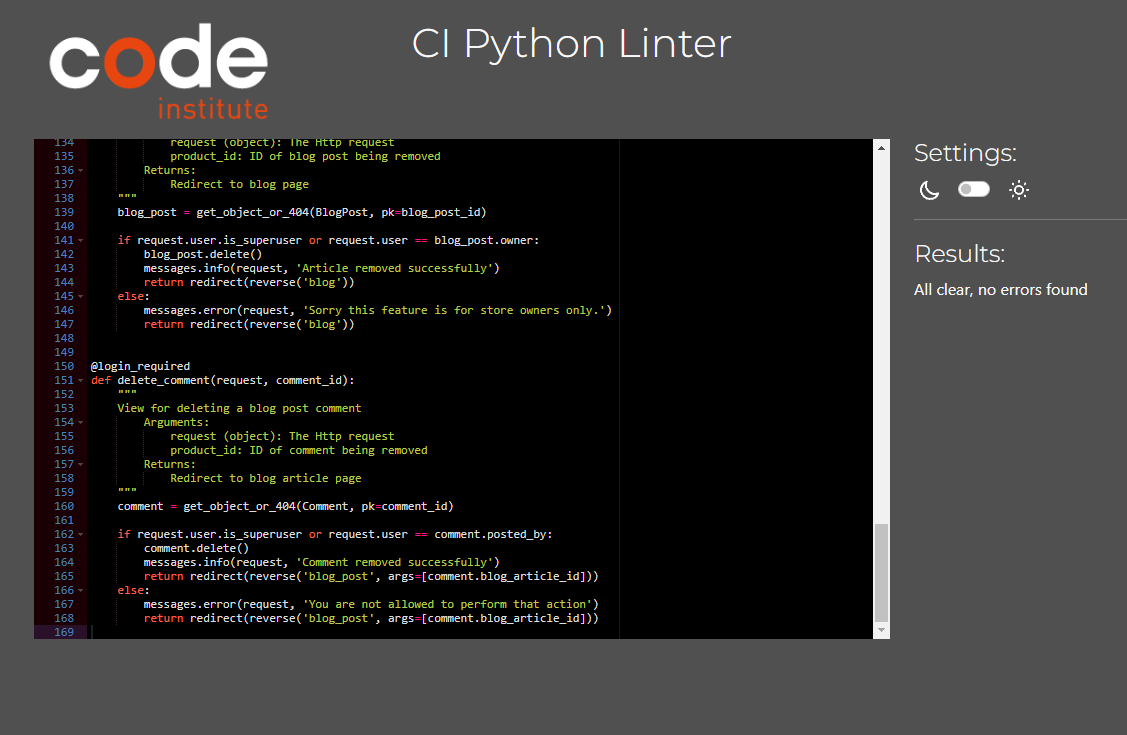 code
institute
CI Python Linter
134 request (object): The Http request
135 product_id: ID of blog post being removed
136 Returns:
137 Redirect to blog page
138 """
139 blog_post = get_object_or_404(BlogPost, pk=blog_post_id)
140
141 if request.user.is_superuser or request.user == blog_post.owner:
142 blog_post.delete()
143 messages.info(request, 'Article removed successfully')
144 return redirect(reverse('blog'))
145 else:
146 messages.error(request, 'Sorry this feature is for store owners only.')
147 return redirect(reverse('blog'))
148
149
150 @login_required
151 def delete_comment(request, comment_id):
152 """
153 View for deleting a blog post comment
154 Arguments:
155 request (object): The Http request
156 product_id: ID of comment being removed
157 Returns:
158 Redirect to blog article page
159 """
160 comment = get_object_or_404(Comment, pk=comment_id)
161
162 if request.user.is_superuser or request.user == comment.posted_by:
163 comment.delete()
164 messages.info(request, 'Comment removed successfully')
165 return redirect(reverse('blog_post', args=[comment.blog_article_id]))
166 else:
167 messages.error(request, 'You are not allowed to perform that action')
168 return redirect(reverse('blog_post', args=[comment.blog_article_id]))
169
Settings:
Results:
All clear, no errors found